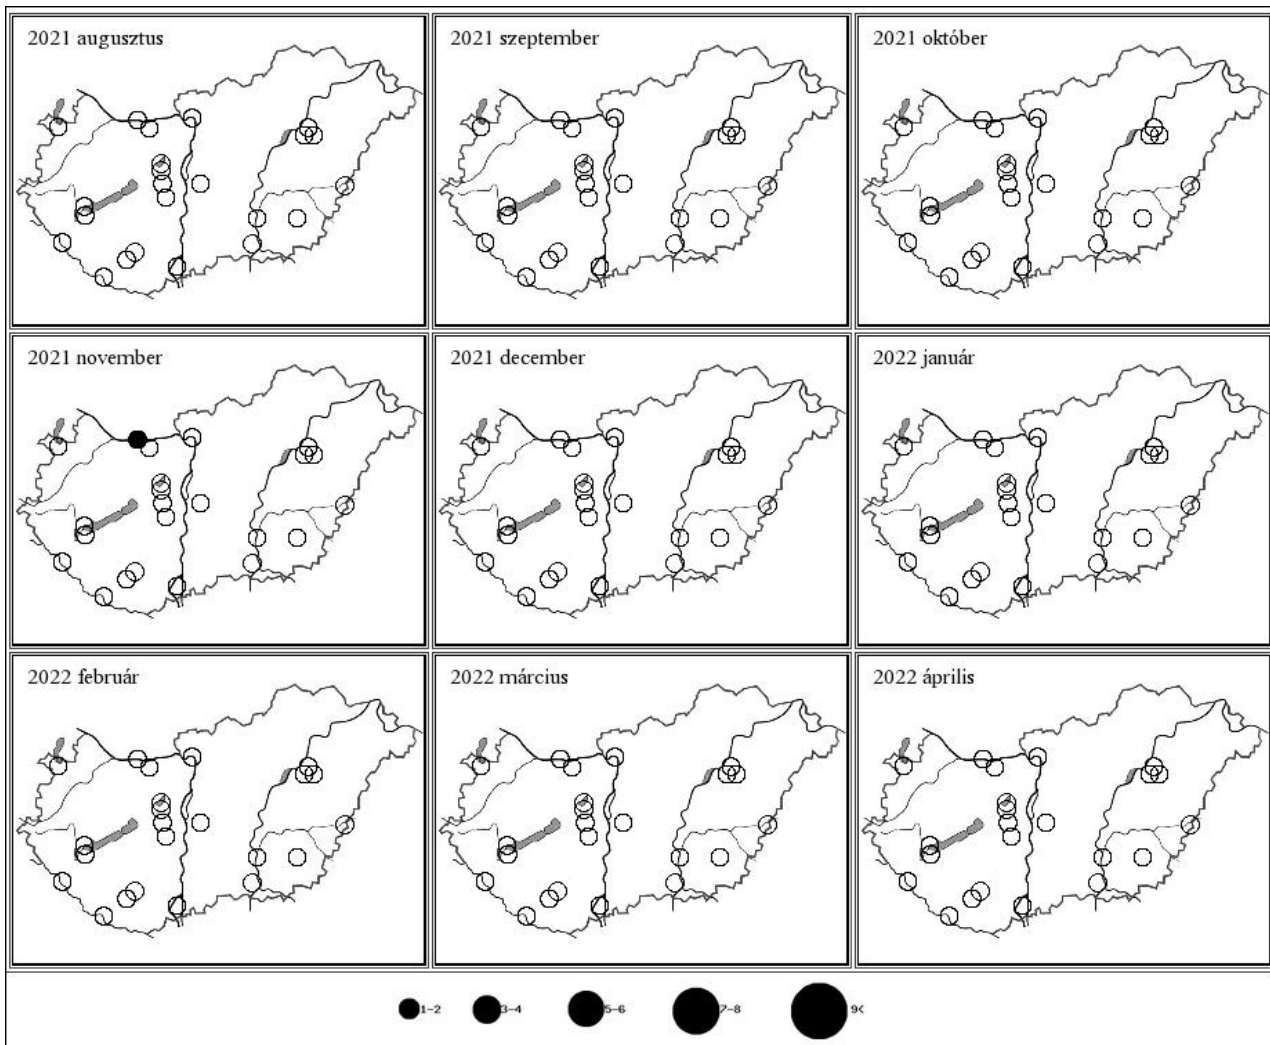 2021 augusztus
2021 szeptember
2021 október
2021 november
2021 december
2022 január
2022 február
2022 március
2022 április
1-2 3-4 5-6 7-8 9<